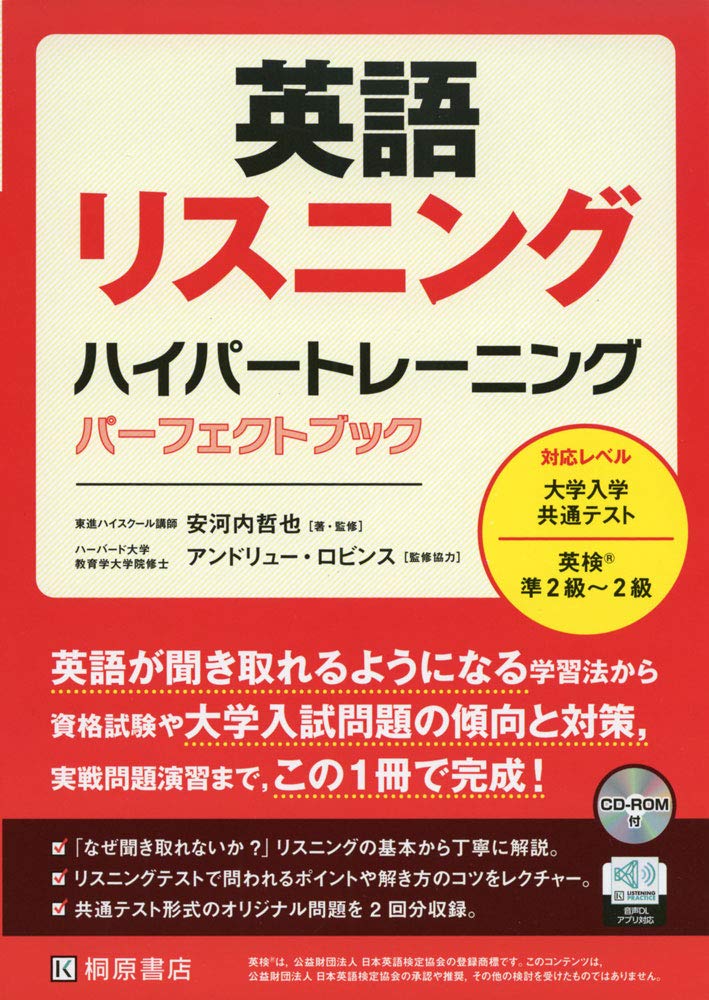 英語
リスニング
ハイパートレーニング
パーフェクトブック
対応レベル
大学入学
共通テスト
英検®
準2級～2級
東進ハイスクール講師 安河内哲也［著・監修］
ハーバード大学
教育学大学院修士 アンドリュー・ロビンス［監修協力］
英語が聞き取れるようになる学習法から
資格試験や大学入試問題の傾向と対策，
実戦問題演習まで，この1冊で完成！
CD-ROM
付
「なぜ聞き取れないか？」リスニングの基本から丁寧に解説。
リスニングテストで問われるポイントや解き方のコツをレクチャー。
共通テスト形式のオリジナル問題を2回分収録。
LISTENING
PRACTICE
音声DL
アプリ対応
K 桐原書店
英検®は，公益財団法人 日本英語検定協会の登録商標です。このコンテンツは，
公益財団法人 日本英語検定協会の承認や推奨，その他の検討を受けたものではありません。